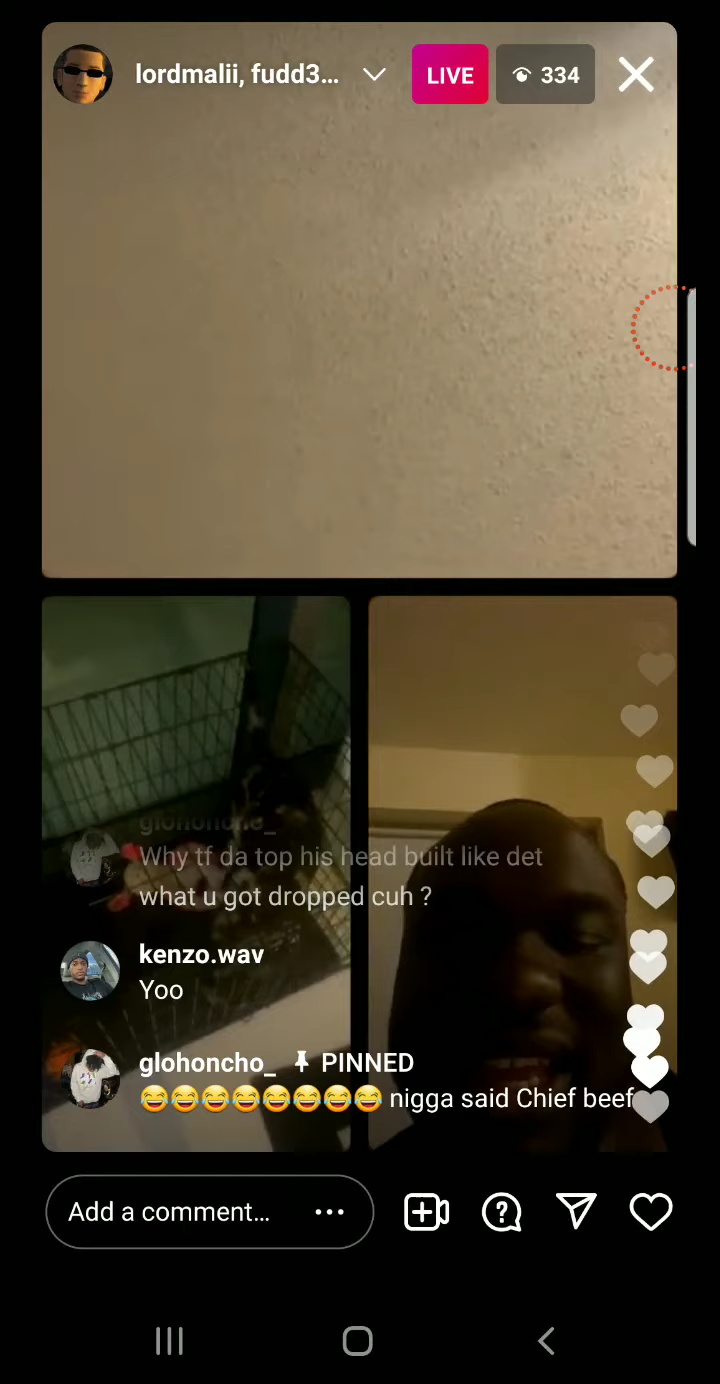 lordmalii, fudd3...
LIVE
334
glohoncho_
Why tf da top his head built like det
what u got dropped cuh ?
kenzo.wav
Yoo
glohoncho_ 📌 PINNED
😂😂😂😂😂😂😂😂 nigga said Chief beef
Add a comment...